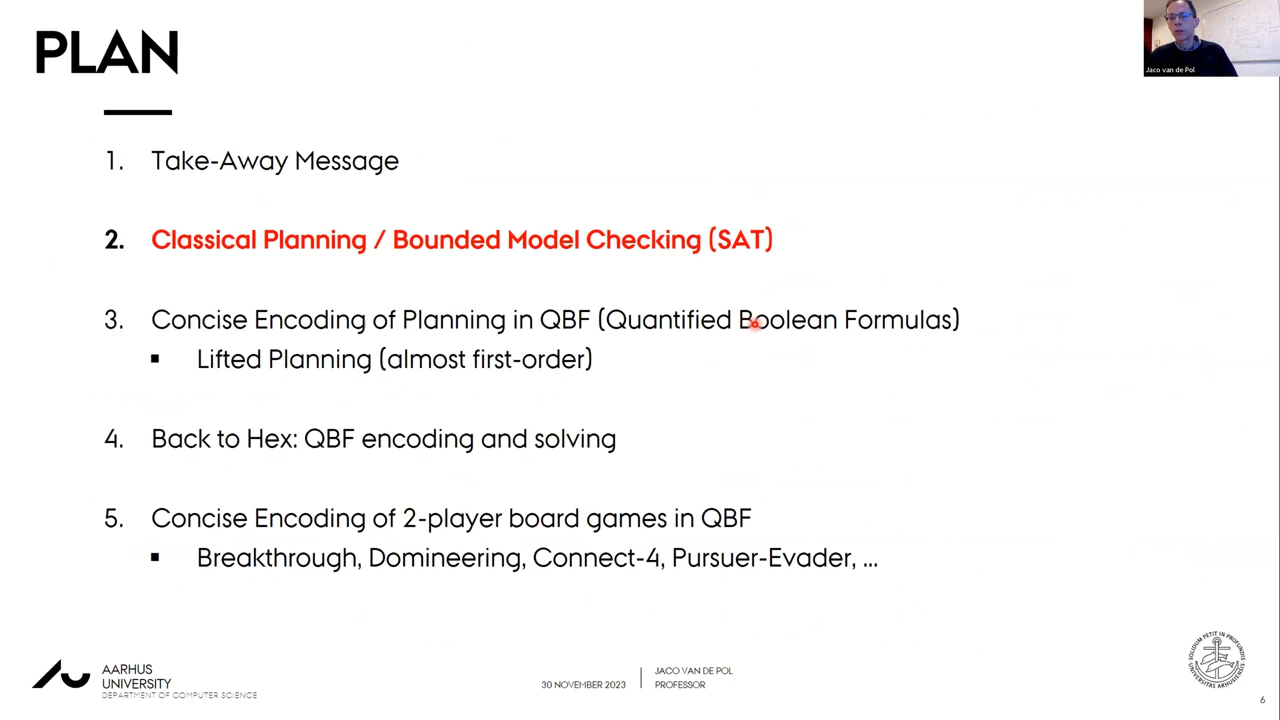 PLAN
Jaco van de Pol
1. Take-Away Message
2. Classical Planning / Bounded Model Checking (SAT)
3. Concise Encoding of Planning in QBF (Quantified Boolean Formulas)
▪ Lifted Planning (almost first-order)
4. Back to Hex: QBF encoding and solving
5. Concise Encoding of 2-player board games in QBF
▪ Breakthrough, Domineering, Connect-4, Pursuer-Evader, ...
AARHUS
UNIVERSITY
DEPARTMENT OF COMPUTER SCIENCE
30 NOVEMBER 2023
JACO VAN DE POL
PROFESSOR
6